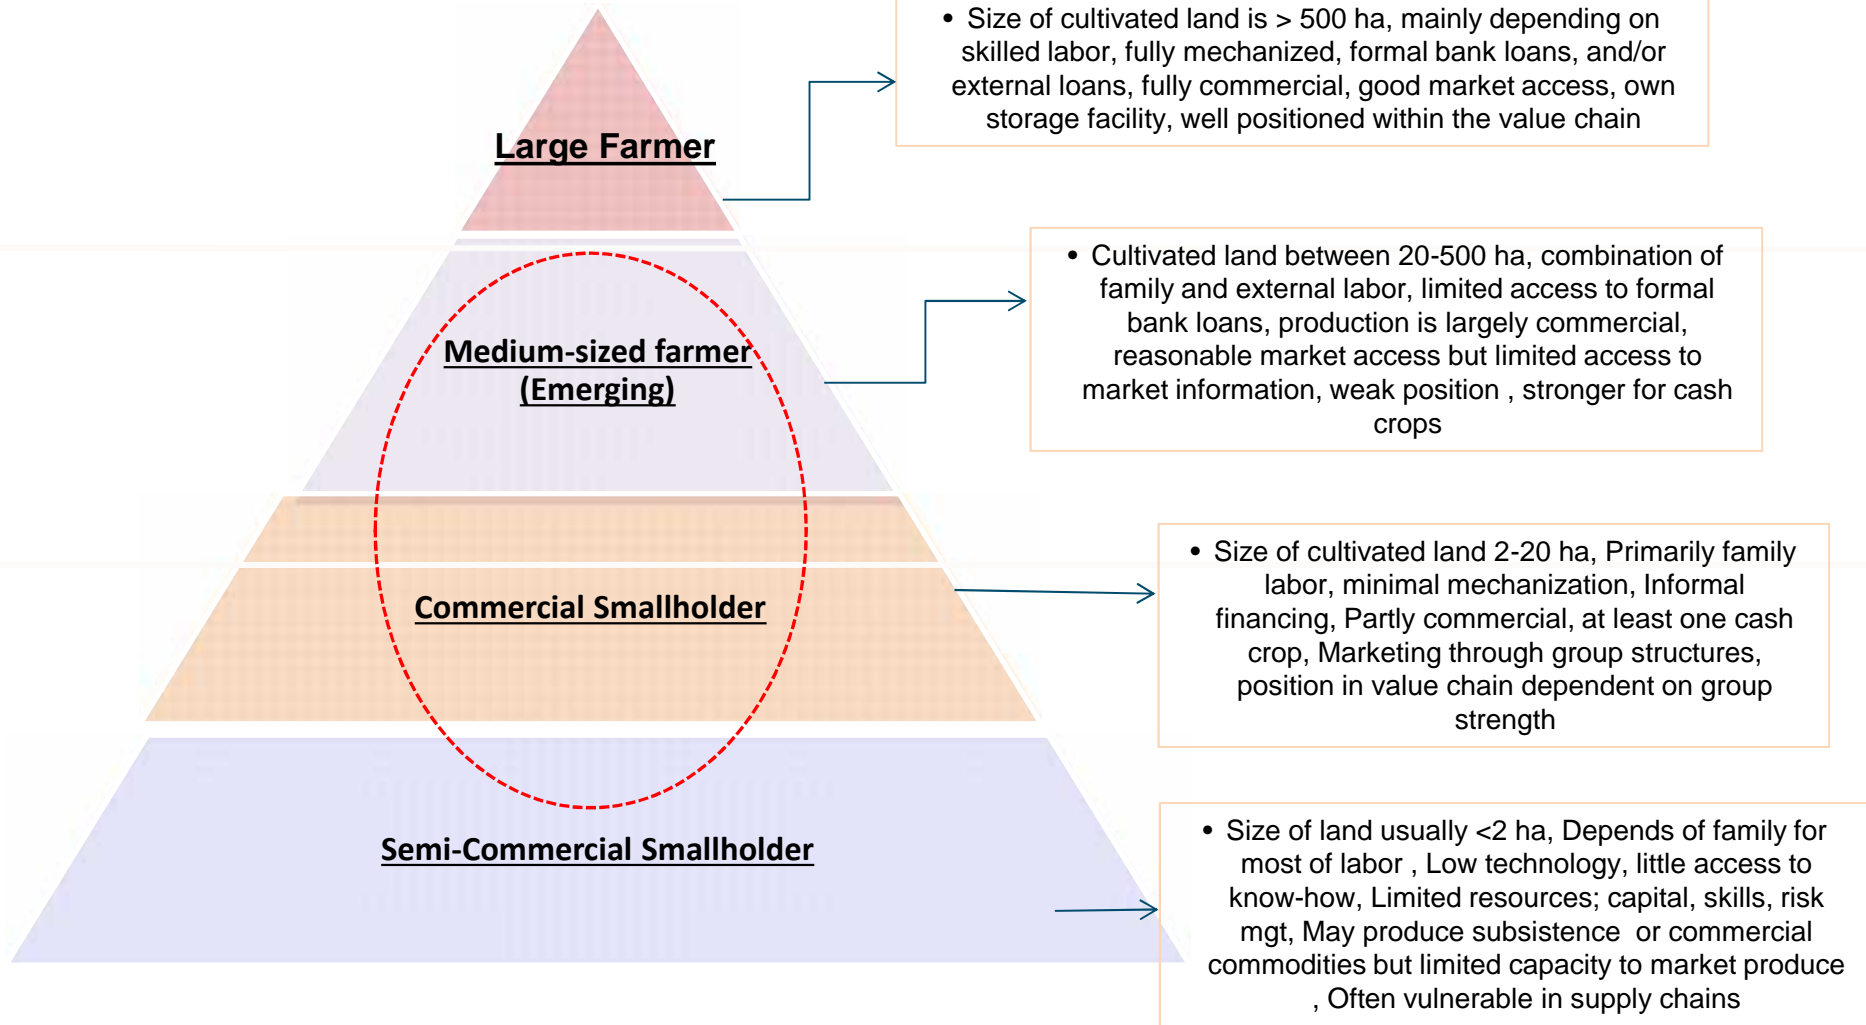 • Size of cultivated land is > 500 ha, mainly depending on
skilled labor, fully mechanized, formal bank loans, and/or
external loans, fully commercial, good market access, own
storage facility, well positioned within the value chain
Large Farmer
• Cultivated land between 20-500 ha, combination of
family and external labor, limited access to formal
bank loans, production is largely commercial,
reasonable market access but limited access to
market information, weak position , stronger for cash
crops
Medium-sized farmer
(Emerging)
• Size of cultivated land 2-20 ha, Primarily family
labor, minimal mechanization, Informal
financing, Partly commercial, at least one cash
crop, Marketing through group structures,
position in value chain dependent on group
strength
Commercial Smallholder
• Size of land usually <2 ha, Depends of family for
most of labor , Low technology, little access to
know-how, Limited resources; capital, skills, risk
mgt, May produce subsistence or commercial
commodities but limited capacity to market produce
, Often vulnerable in supply chains
Semi-Commercial Smallholder